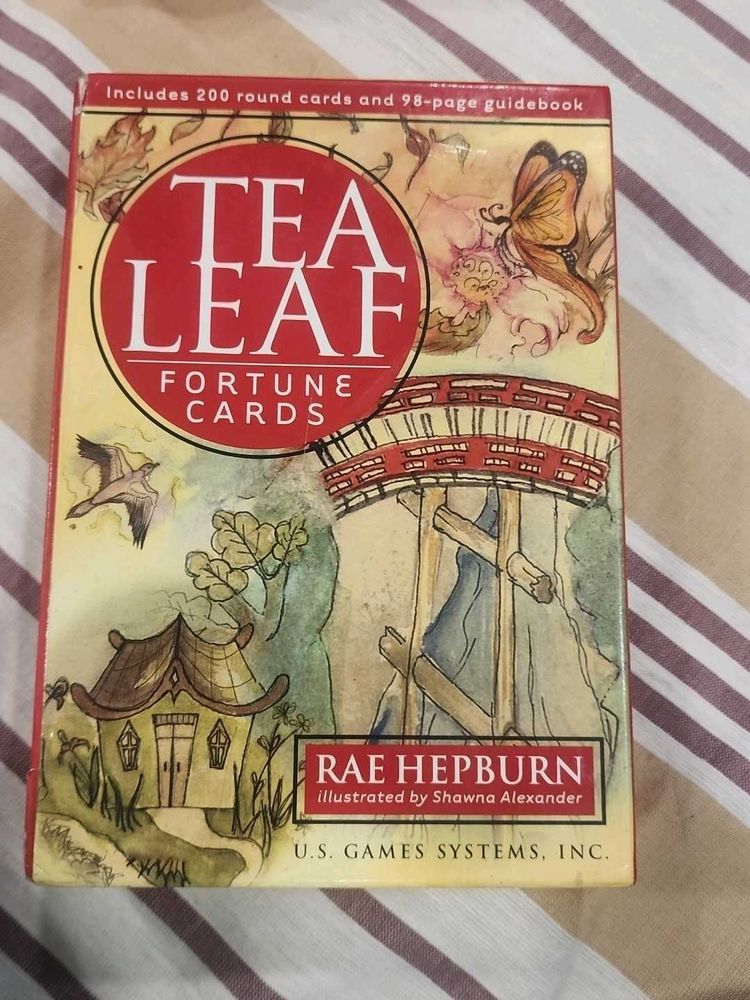 Includes 200 round cards and 98-page guidebook
TEA
LEAF
FORTUNE
CARDS
RAE HEPBURN
illustrated by Shawna Alexander
U.S. GAMES SYSTEMS, INC.